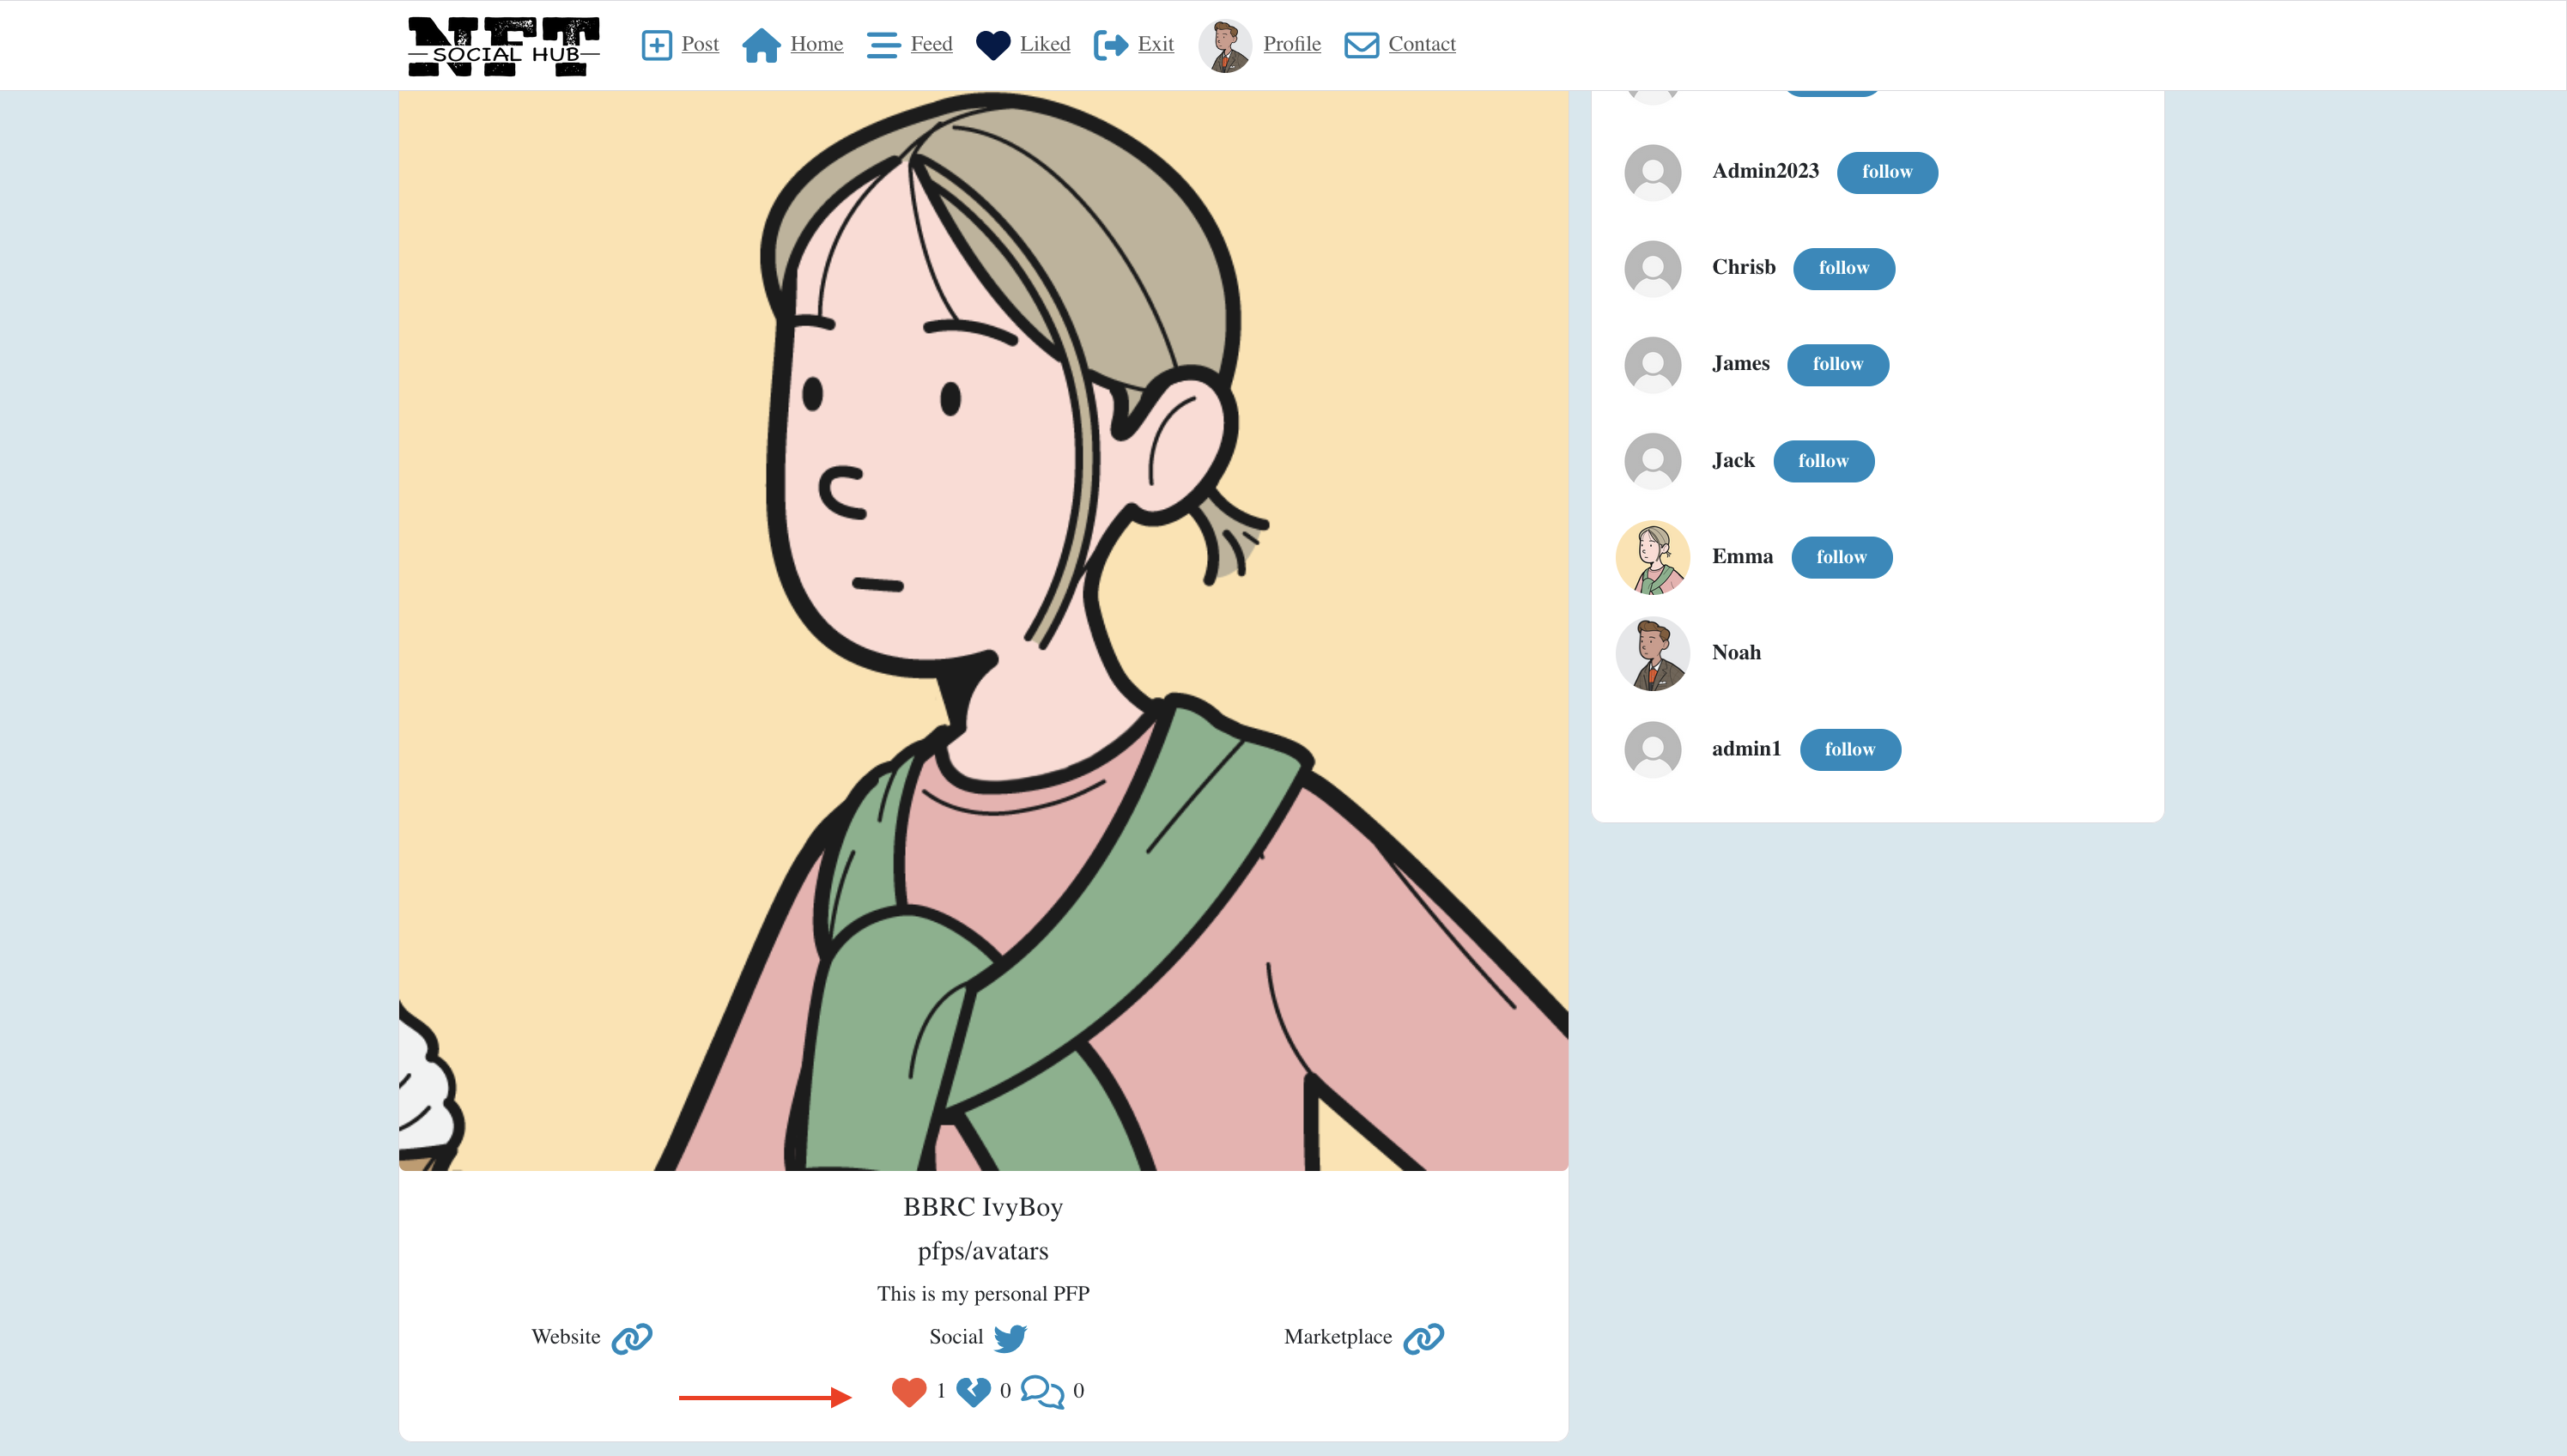 NFT
SOCIAL HUB
Post Home Feed Liked Exit Profile Contact
Admin2023 follow
Chrisb follow
James follow
Jack follow
Emma follow
Noah
admin1 follow
BBRC IvyBoy
pfps/avatars
This is my personal PFP
Website Social Marketplace
1 0 0